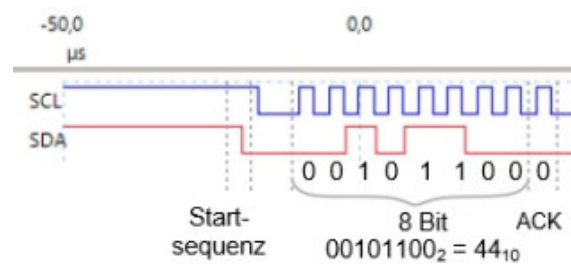 -50,0 0,0
µs
SCL
SDA
0 0 1 0 1 1 0 0 0
Start- 8 Bit ACK
sequenz 00101100₂ = 44₁₀